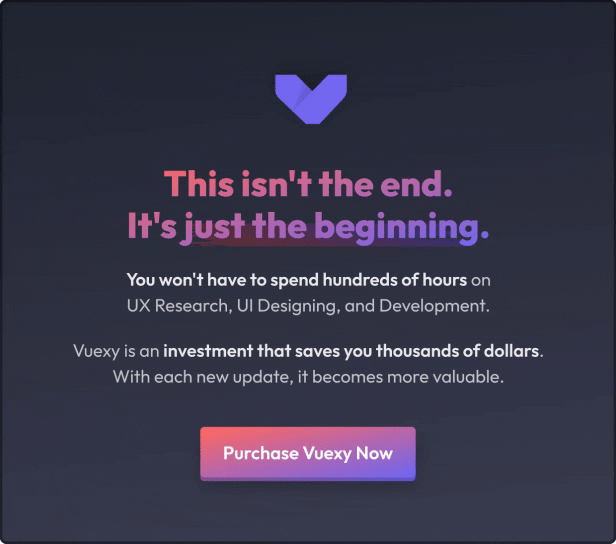 This isn't the end.
It's just the beginning.
You won't have to spend hundreds of hours on
UX Research, UI Designing, and Development.
Vuexy is an investment that saves you thousands of dollars.
With each new update, it becomes more valuable.
Purchase Vuexy Now